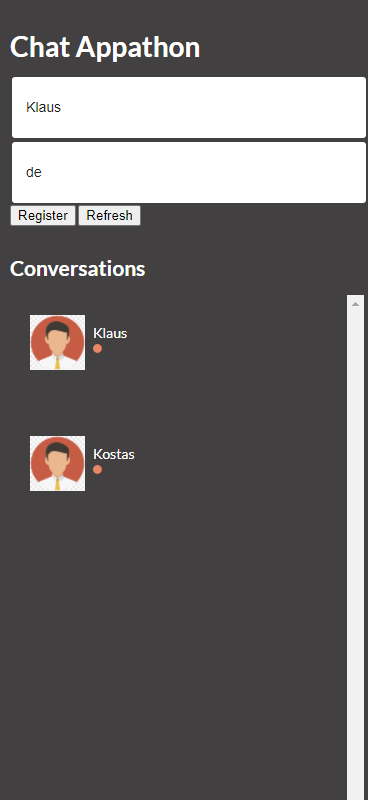 Chat Appathon
Klaus
de
Register Refresh
Conversations
Klaus
Kostas